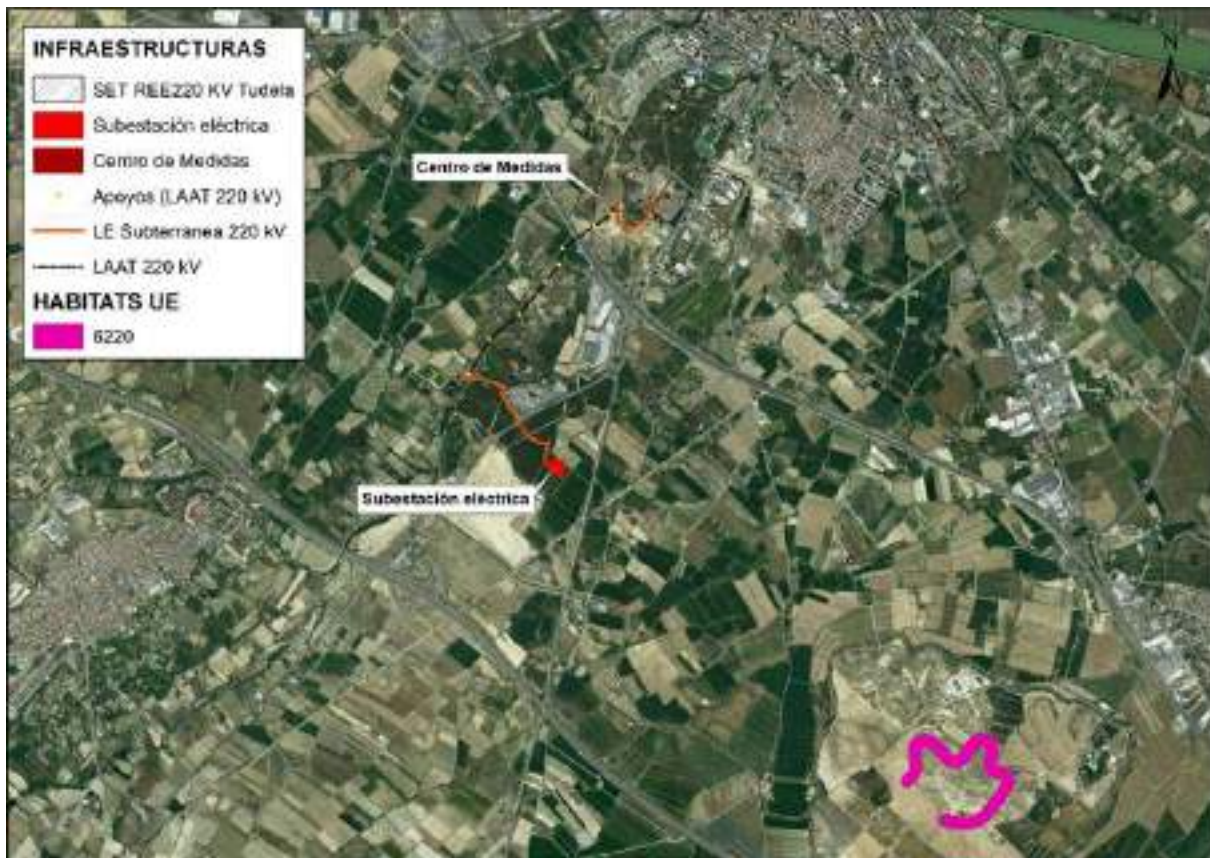 INFRAESTRUCTURAS
SET REE220 KV Tudela
Subestación eléctrica
Centro de Medidas
Apoyos (LAAT 220 kV)
LE Subterranea 220 kV
LAAT 220 kV
HABITATS UE
6220
N
Centro de Medidas
Subestación eléctrica